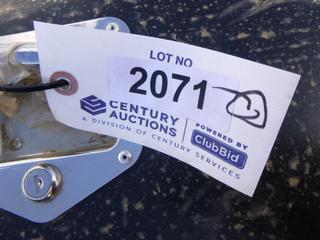 LOT NO
2071
CENTURY
AUCTIONS
A DIVISION OF CENTURY SERVICES
POWERED BY
ClubBid